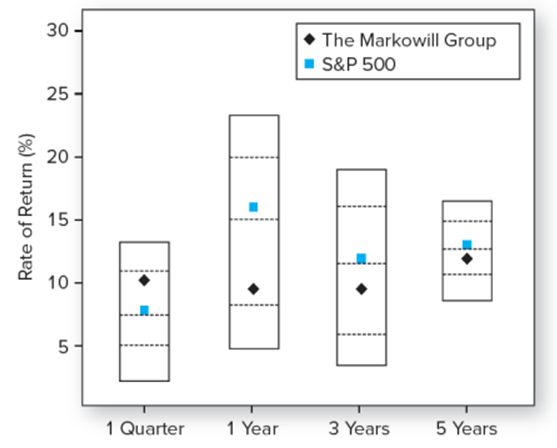 The Markowill Group
S&P 500
Rate of Return (%)
30
25
20
15
10
5
1 Quarter
1 Year
3 Years
5 Years